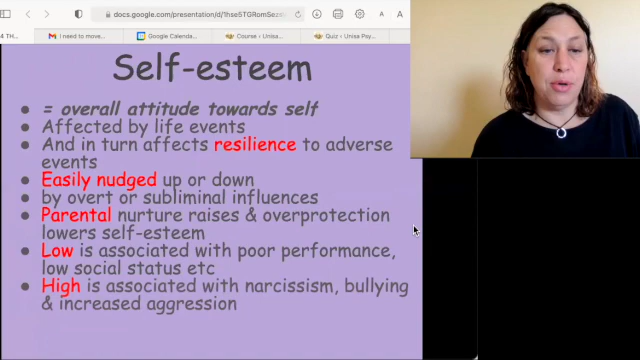 docs.google.com/presentation/d/1hse5TGRomSez
A A
4 TH
I need to move...
Google Calenda...
Course ‹ Unisa...
Quiz ‹ Unisa Psy...
Self-esteem
● = overall attitude towards self
● Affected by life events
● And in turn affects resilience to adverse
events
● Easily nudged up or down
● by overt or subliminal influences
● Parental nurture raises & overprotection
lowers self-esteem
● Low is associated with poor performance,
low social status etc
● High is associated with narcissism, bullying
& increased aggression